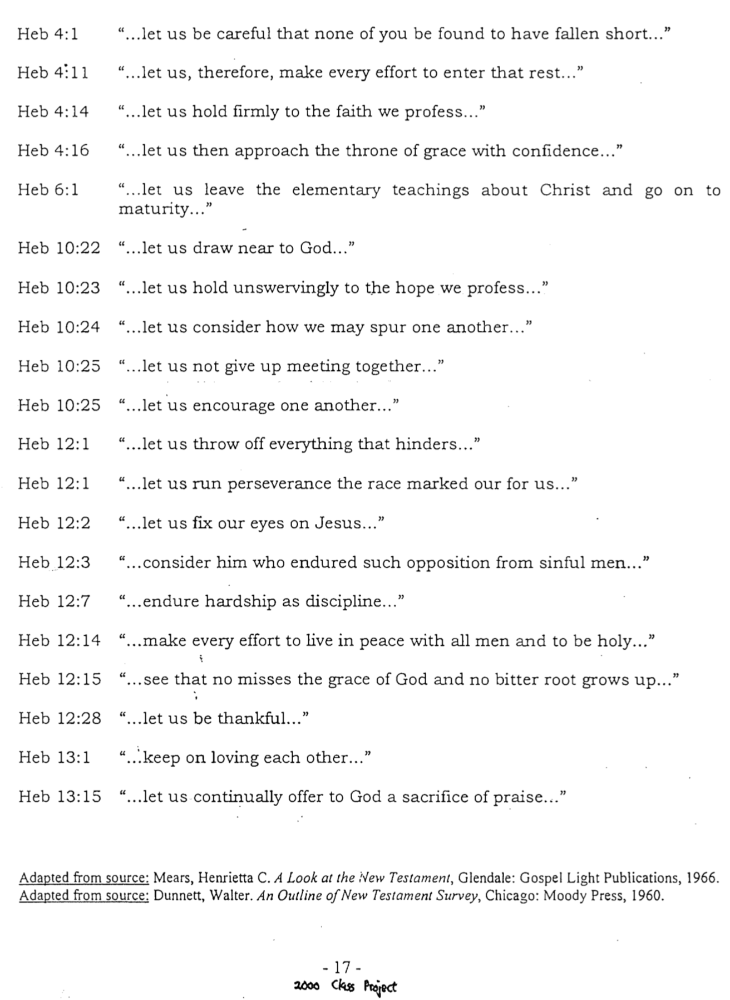 Heb 4:1 “...let us be careful that none of you be found to have fallen short...”
Heb 4:11 “...let us, therefore, make every effort to enter that rest...”
Heb 4:14 “...let us hold firmly to the faith we profess...”
Heb 4:16 “...let us then approach the throne of grace with confidence...”
Heb 6:1 “...let us leave the elementary teachings about Christ and go on to
maturity...”
Heb 10:22 “...let us draw near to God...”
Heb 10:23 “...let us hold unswervingly to the hope we profess...”
Heb 10:24 “...let us consider how we may spur one another...”
Heb 10:25 “...let us not give up meeting together...”
Heb 10:25 “...let us encourage one another...”
Heb 12:1 “...let us throw off everything that hinders...”
Heb 12:1 “...let us run perseverance the race marked our for us...”
Heb 12:2 “...let us fix our eyes on Jesus...”
Heb 12:3 “...consider him who endured such opposition from sinful men...”
Heb 12:7 “...endure hardship as discipline...”
Heb 12:14 “...make every effort to live in peace with all men and to be holy...”
Heb 12:15 “...see that no misses the grace of God and no bitter root grows up...”
Heb 12:28 “...let us be thankful...”
Heb 13:1 “...keep on loving each other...”
Heb 13:15 “...let us continually offer to God a sacrifice of praise...”
Adapted from source: Mears, Henrietta C. A Look at the New Testament, Glendale: Gospel Light Publications, 1966.
Adapted from source: Dunnett, Walter. An Outline of New Testament Survey, Chicago: Moody Press, 1960.
- 17 -
2000 Class Project